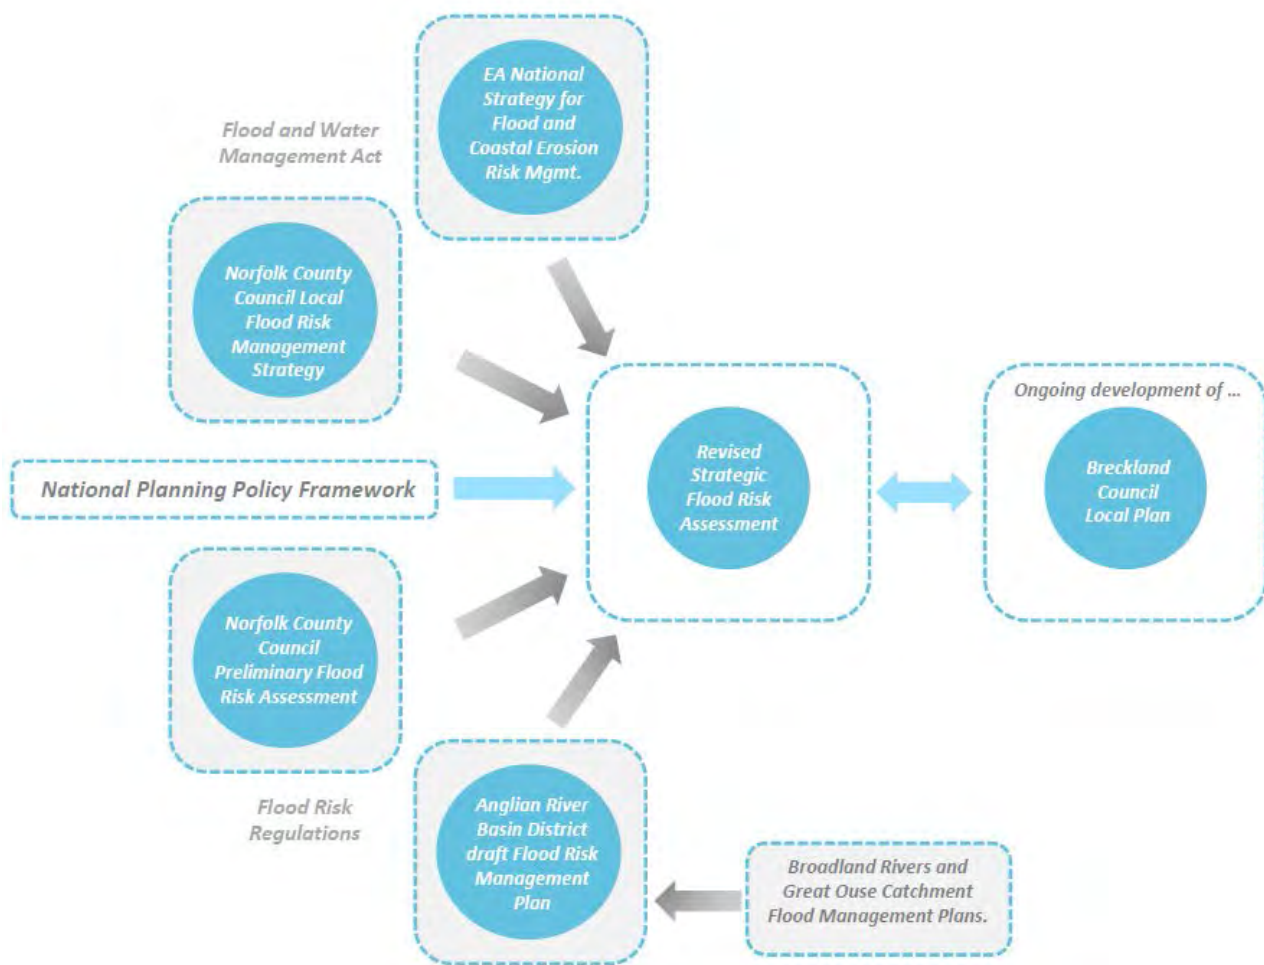 EA National
Strategy for
Flood and
Coastal Erosion
Risk Mgmt.
Flood and Water
Management Act
Norfolk County
Council Local
Flood Risk
Management
Strategy
Ongoing development of ...
National Planning Policy Framework
Revised
Strategic
Flood Risk
Assessment
Breckland
Council
Local Plan
Norfolk County
Council
Preliminary Flood
Risk Assessment
Flood Risk
Regulations
Anglian River
Basin District
draft Flood Risk
Management
Plan
Broadland Rivers and
Great Ouse Catchment
Flood Management Plans.